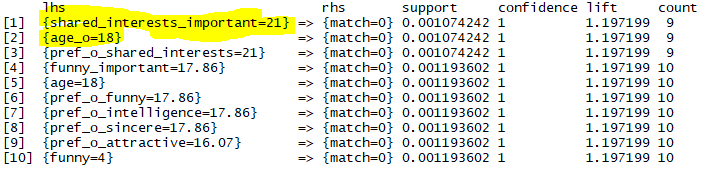 lhs rhs support confidence lift count
[1] {shared_interests_important=21} => {match=0} 0.001074242 1 1.197199 9
[2] {age_o=18} => {match=0} 0.001074242 1 1.197199 9
[3] {pref_o_shared_interests=21} => {match=0} 0.001074242 1 1.197199 9
[4] {funny_important=17.86} => {match=0} 0.001193602 1 1.197199 10
[5] {age=18} => {match=0} 0.001193602 1 1.197199 10
[6] {pref_o_funny=17.86} => {match=0} 0.001193602 1 1.197199 10
[7] {pref_o_intelligence=17.86} => {match=0} 0.001193602 1 1.197199 10
[8] {pref_o_sincere=17.86} => {match=0} 0.001193602 1 1.197199 10
[9] {pref_o_attractive=16.07} => {match=0} 0.001193602 1 1.197199 10
[10] {funny=4} => {match=0} 0.001193602 1 1.197199 10